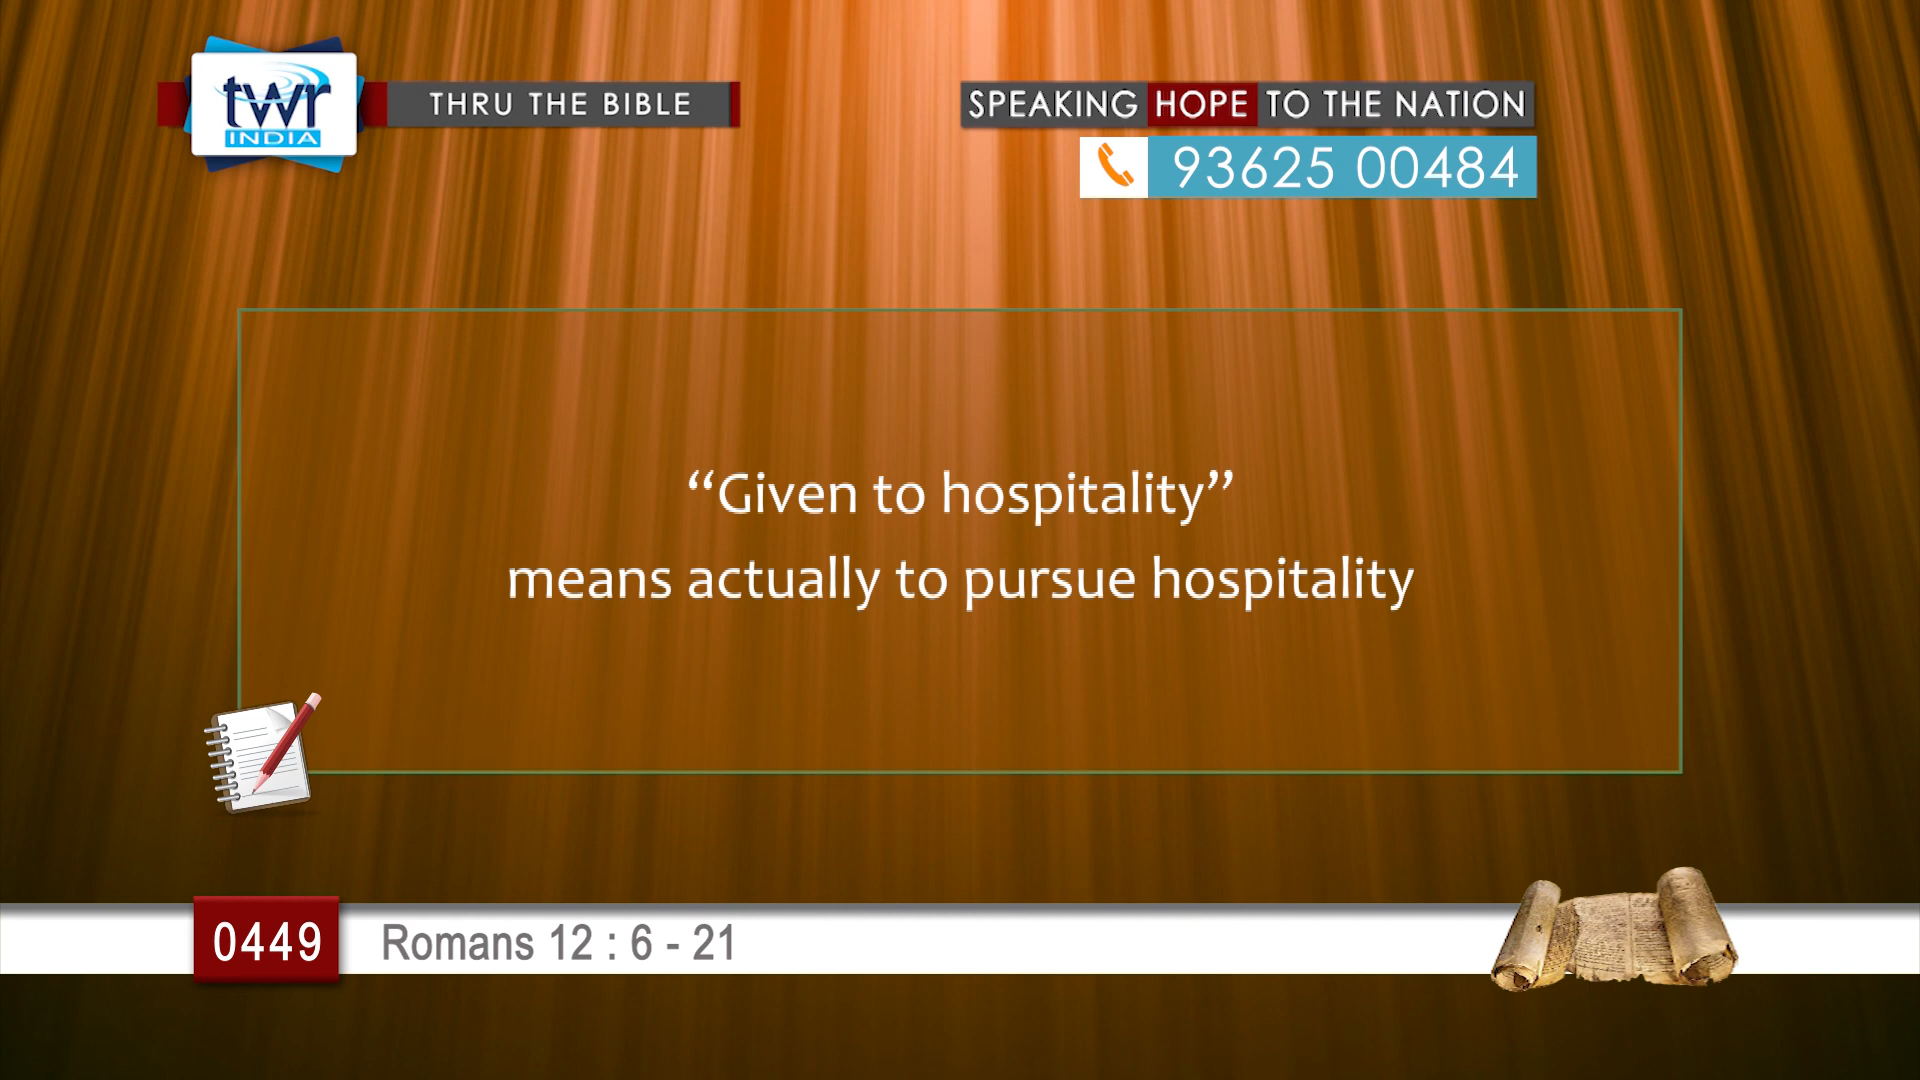 twr
INDIA
THRU THE BIBLE
SPEAKING HOPE TO THE NATION
93625 00484
“Given to hospitality”
means actually to pursue hospitality
0449
Romans 12 : 6 - 21